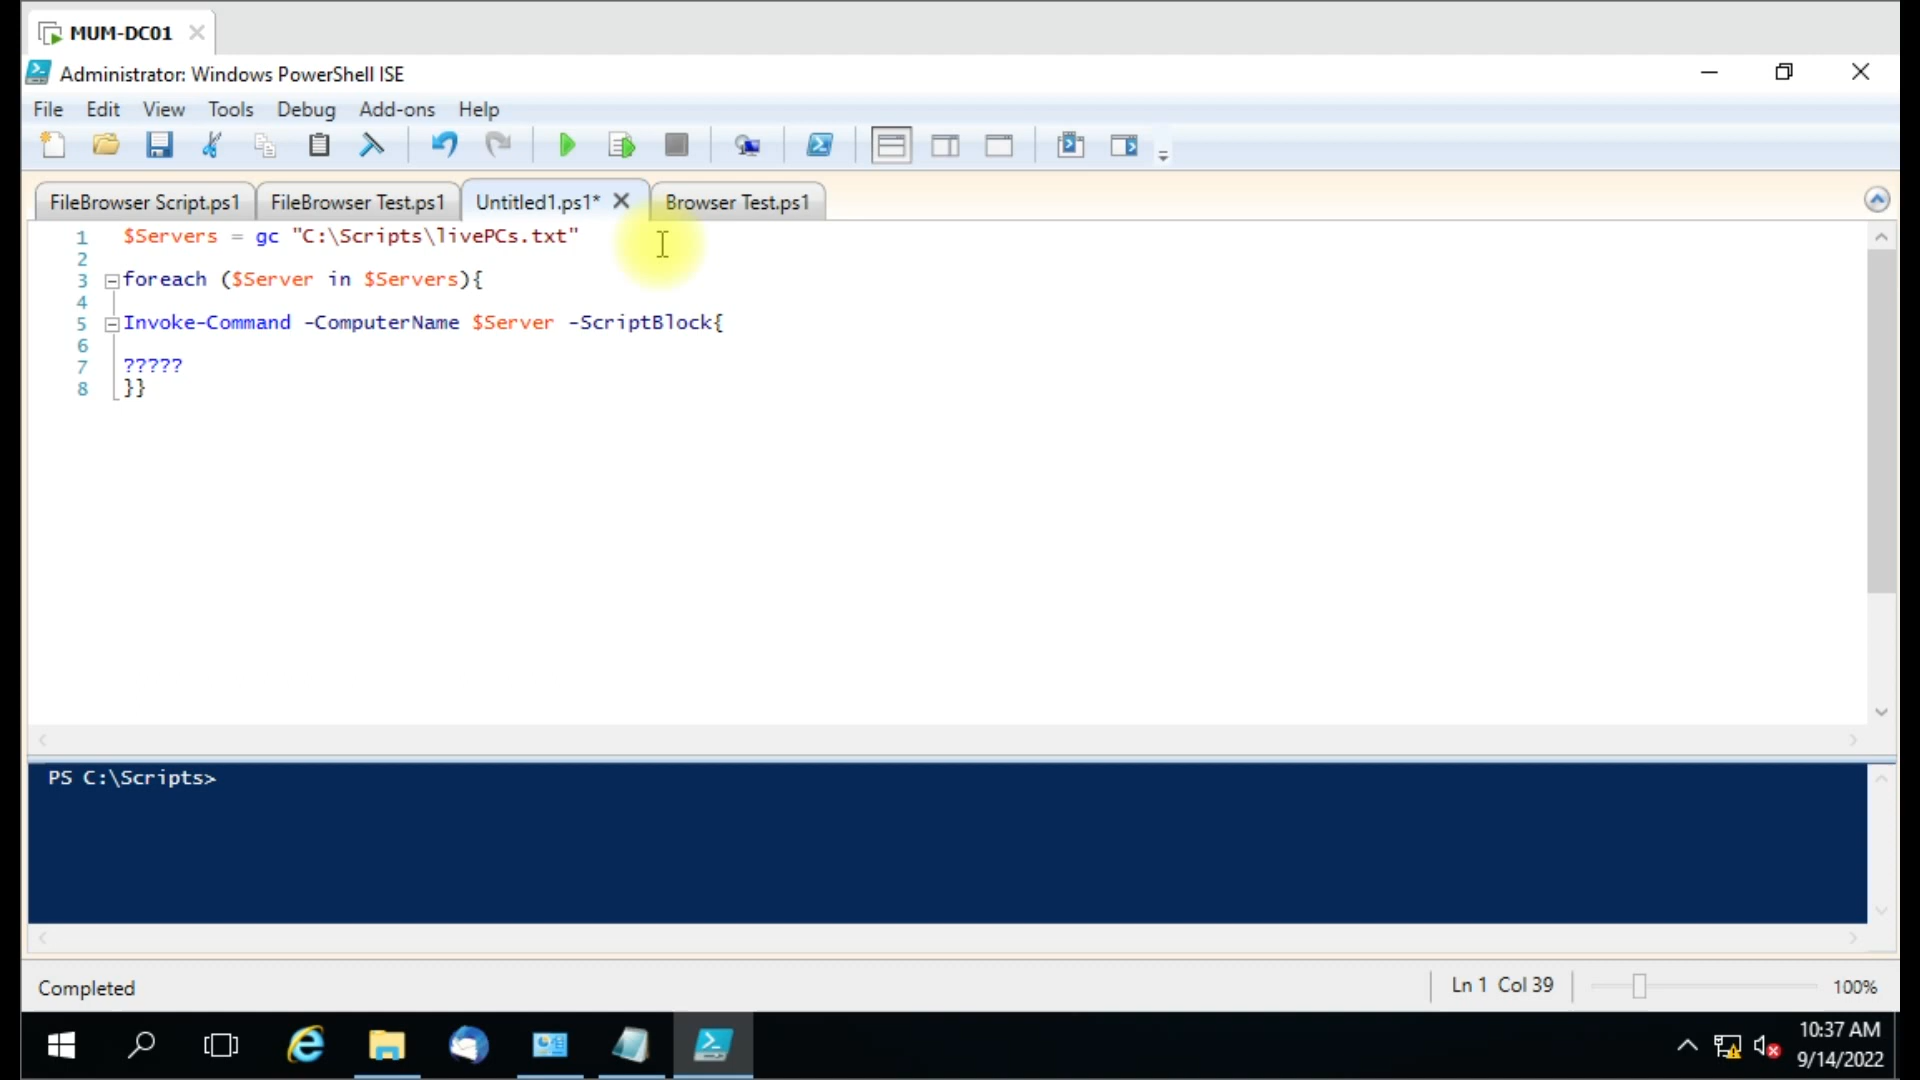 MUM-DC01
Administrator: Windows PowerShell ISE
File Edit View Tools Debug Add-ons Help
FileBrowser Script.ps1 FileBrowser Test.ps1 Untitled1.ps1* Browser Test.ps1
1 $Servers = gc "C:\Scripts\livePCs.txt"
2
3 foreach ($Server in $Servers){
4
5 Invoke-Command -ComputerName $Server -ScriptBlock{
6
7 ?????
8 }}
PS C:\Scripts>
Completed Ln 1 Col 39 100%
10:37 AM
9/14/2022